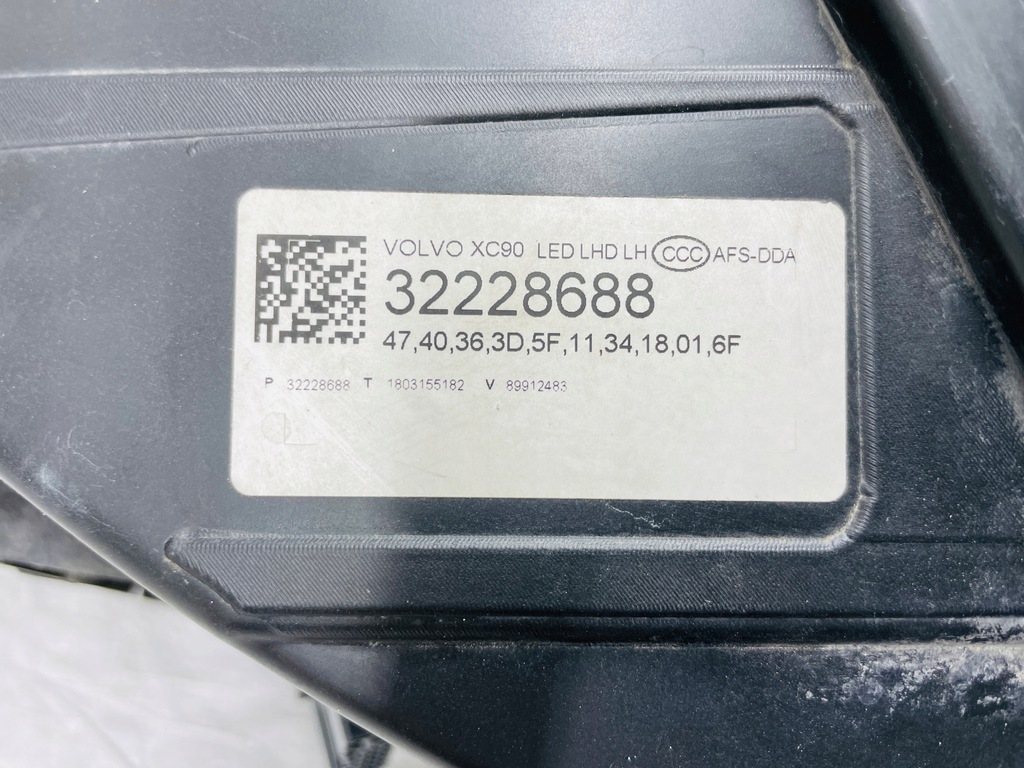 VOLVO XC90 LED LHD LH CCC AFS-DDA
32228688
47,40,36,3D,5F,11,34,18,01,6F
P 32228688 T 1803155182 V 89912483